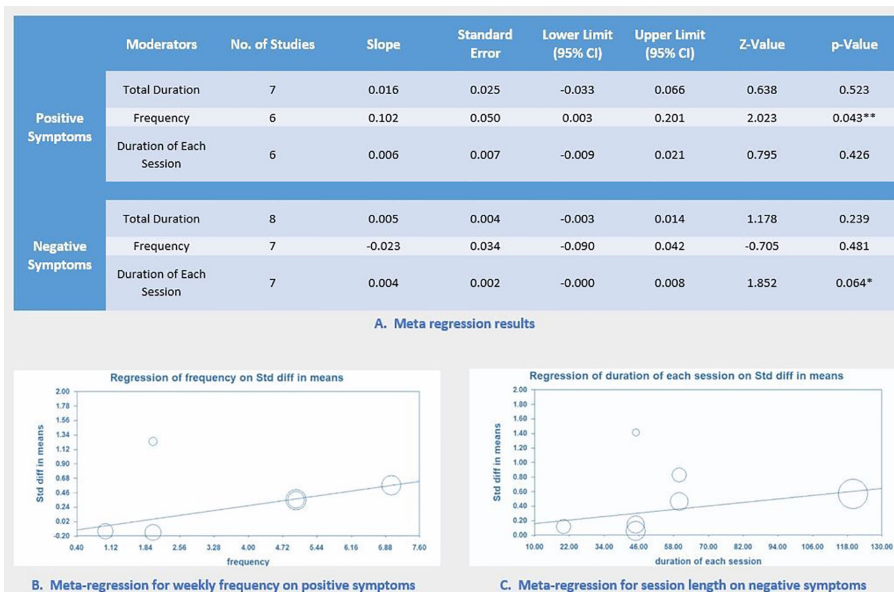 Moderators No. of Studies Slope Standard Error Lower Limit (95% CI) Upper Limit (95% CI) Z-Value p-Value
Positive Symptoms
Total Duration 7 0.016 0.025 -0.033 0.066 0.638 0.523
Frequency 6 0.102 0.050 0.003 0.201 2.023 0.043**
Duration of Each Session 6 0.006 0.007 -0.009 0.021 0.795 0.426
Negative Symptoms
Total Duration 8 0.005 0.004 -0.003 0.014 1.178 0.239
Frequency 7 -0.023 0.034 -0.090 0.042 -0.705 0.481
Duration of Each Session 7 0.004 0.002 -0.000 0.008 1.852 0.064*
A. Meta regression results
Regression of frequency on Std diff in means
Std diff in means
2.00
1.78
1.56
1.34
1.12
0.90
0.68
0.46
0.24
0.02
-0.20
0.40 1.12 1.84 2.56 3.28 4.00 4.72 5.44 6.16 6.88 7.60
frequency
B. Meta-regression for weekly frequency on positive symptoms
Regression of duration of each session on Std diff in means
Std diff in means
2.00
1.80
1.60
1.40
1.20
1.00
0.80
0.60
0.40
0.20
0.00
10.00 22.00 34.00 46.00 58.00 70.00 82.00 94.00 106.00 118.00 130.00
duration of each session
C. Meta-regression for session length on negative symptoms